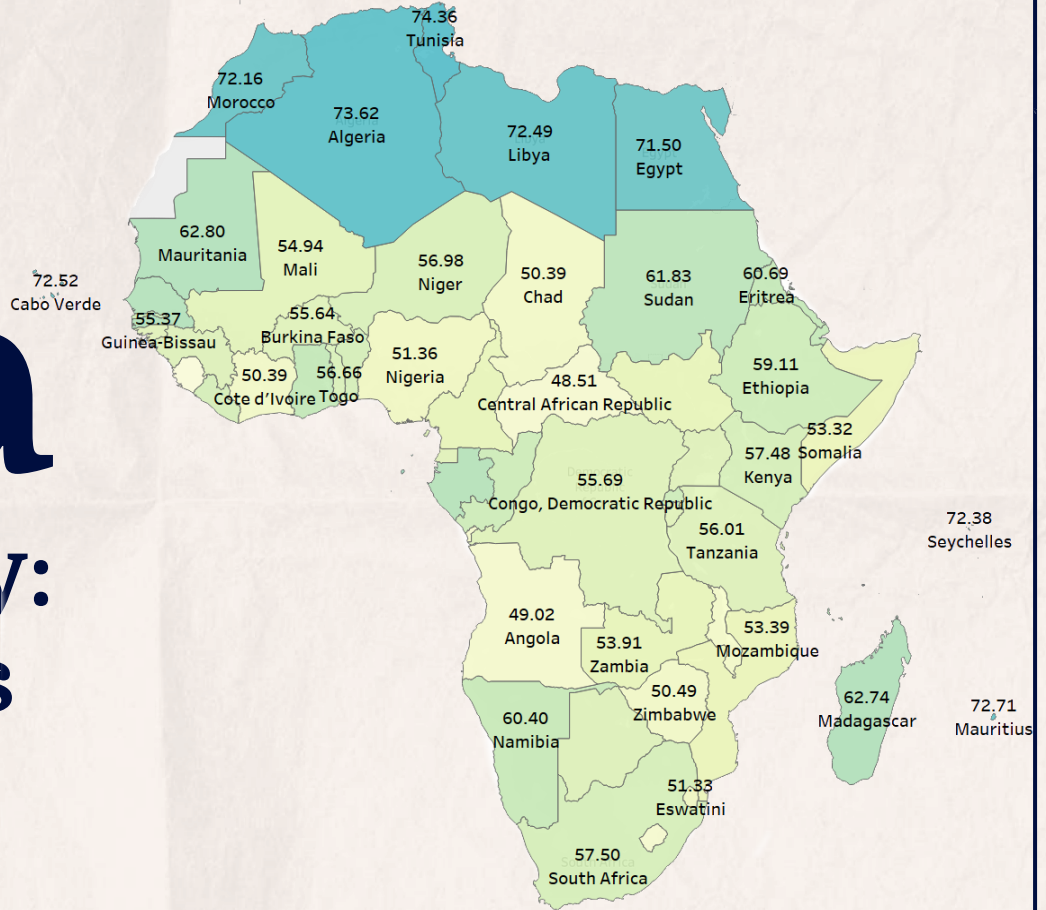 74.36
Tunisia
72.16
Morocco
73.62
Algeria
72.49
Libya
71.50
Egypt
62.80
Mauritania
54.94
Mali
56.98
Niger
50.39
Chad
61.83
Sudan
60.69
Eritrea
72.52
Cabo Verde
55.37
Guinea-Bissau
55.64
Burkina Faso
50.39
Cote d’Ivoire
56.66
Togo
51.36
Nigeria
48.51
Central African Republic
59.11
Ethiopia
53.32
Somalia
57.48
Kenya
55.69
Congo, Democratic Republic
56.01
Tanzania
72.38
Seychelles
49.02
Angola
53.91
Zambia
53.39
Mozambique
50.49
Zimbabwe
62.74
Madagascar
72.71
Mauritius
60.40
Namibia
51.33
Eswatini
57.50
South Africa